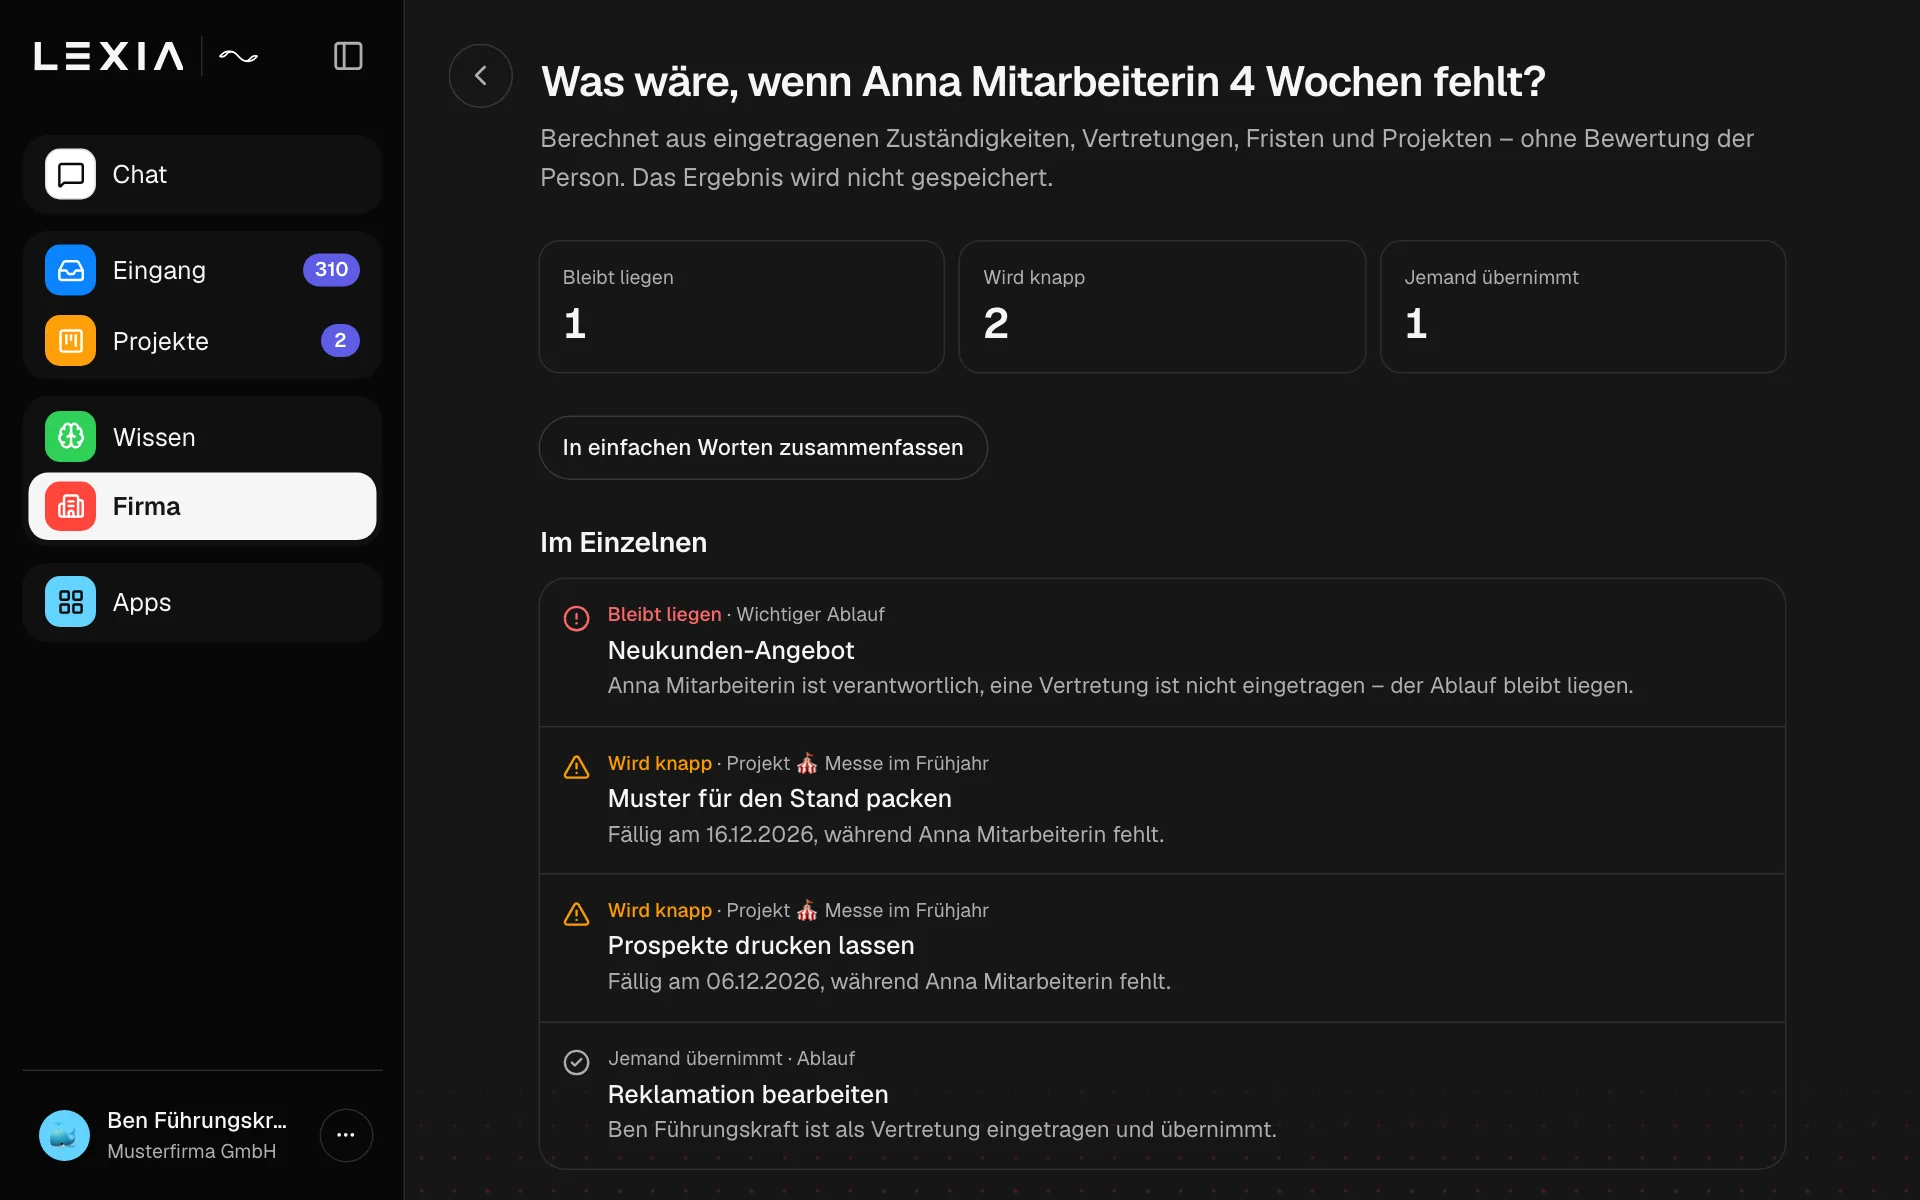 LEXIA
Chat
Eingang
310
Projekte
2
Wissen
Firma
Apps
Ben Führungskr...
Musterfirma GmbH
Was wäre, wenn Anna Mitarbeiterin 4 Wochen fehlt?
Berechnet aus eingetragenen Zuständigkeiten, Vertretungen, Fristen und Projekten – ohne Bewertung der
Person. Das Ergebnis wird nicht gespeichert.
Bleibt liegen
1
Wird knapp
2
Jemand übernimmt
1
In einfachen Worten zusammenfassen
Im Einzelnen
Bleibt liegen · Wichtiger Ablauf
Neukunden-Angebot
Anna Mitarbeiterin ist verantwortlich, eine Vertretung ist nicht eingetragen – der Ablauf bleibt liegen.
Wird knapp · Projekt 🎪 Messe im Frühjahr
Muster für den Stand packen
Fällig am 16.12.2026, während Anna Mitarbeiterin fehlt.
Wird knapp · Projekt 🎪 Messe im Frühjahr
Prospekte drucken lassen
Fällig am 06.12.2026, während Anna Mitarbeiterin fehlt.
Jemand übernimmt · Ablauf
Reklamation bearbeiten
Ben Führungskraft ist als Vertretung eingetragen und übernimmt.